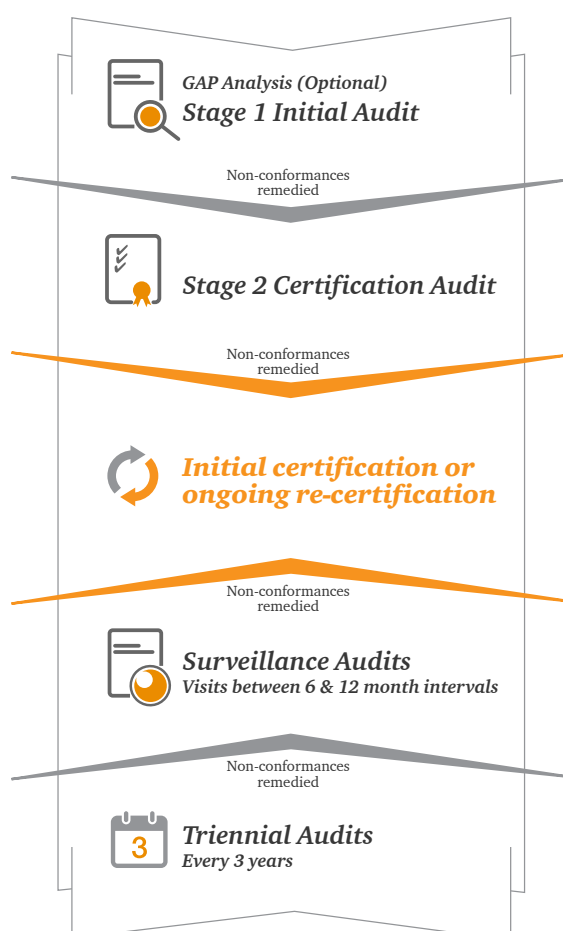 GAP Analysis (Optional)
Stage 1 Initial Audit
Non-conformances
remedied
Stage 2 Certification Audit
Non-conformances
remedied
Initial certification or
ongoing re-certification
Non-conformances
remedied
Surveillance Audits
Visits between 6 & 12 month intervals
Non-conformances
remedied
3
Triennial Audits
Every 3 years